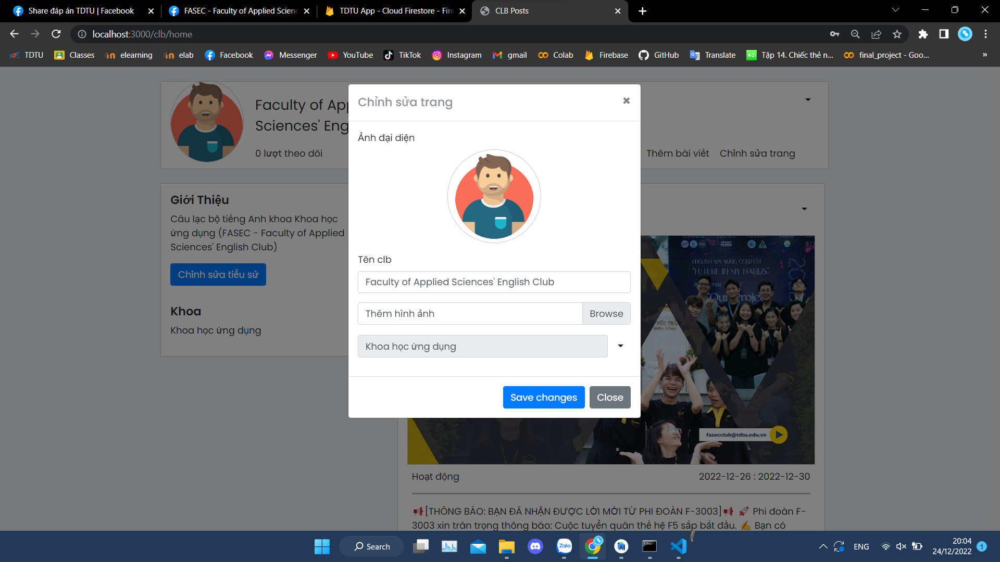 Share đáp án TDTU | Facebook
FASEC - Faculty of Applied Scienc
TDTU App - Cloud Firestore - Fire
CLB Posts
localhost:3000/clb/home
TDTU
Classes
elearning
elab
Facebook
Messenger
YouTube
TikTok
Instagram
gmail
Colab
Firebase
GitHub
Translate
Tập 14. Chiếc thẻ n...
final_project - Goo...
»
Faculty of App
Sciences' Eng
0 lượt theo dõi
Thêm bài viết
Chỉnh sửa trang
Giới Thiệu
Câu lạc bộ tiếng Anh khoa Khoa học
ứng dụng (FASEC - Faculty of Applied
Sciences' English Club)
Chỉnh sửa tiểu sử
Khoa
Khoa học ứng dụng
Chỉnh sửa trang
Ảnh đại diện
Tên clb
Faculty of Applied Sciences' English Club
Thêm hình ảnh
Browse
Khoa học ứng dụng
Save changes
Close
ENGLISH SPEAKING CONTEST
"FUTURE IN MY HANDS"
"Our Projec
fasecclub@tdtu.edu.vn
Hoạt động
2022-12-26 : 2022-12-30
[THÔNG BÁO: BẠN ĐÃ NHẬN ĐƯỢC LỜI MỜI TỪ PHI ĐOÀN F-3003] Phi đoàn F-
3003 xin trân trọng thông báo: Cuộc tuyển quân thế hệ F5 sắp bắt đầu. Bạn có
Search
Zalo
ENG
20:04
24/12/2022
1